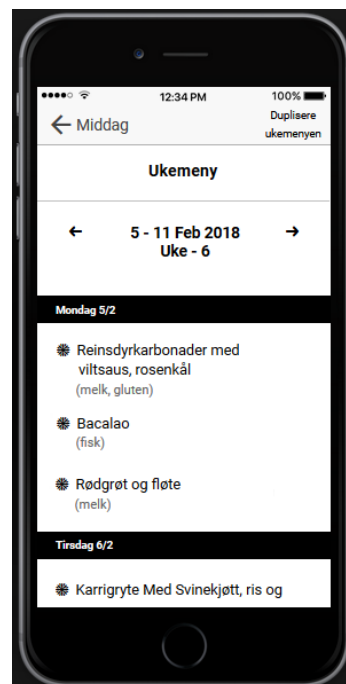 12:34 PM
100%
Middag
Duplisere
ukemenyen
Ukemeny
5 - 11 Feb 2018
Uke - 6
Mondag 5/2
Reinsdyrkarbonader med
viltsaus, rosenkål
(melk, gluten)
Bacalao
(fisk)
Rødgrøt og fløte
(melk)
Tirsdag 6/2
Karrigryte Med Svinekjøtt, ris og